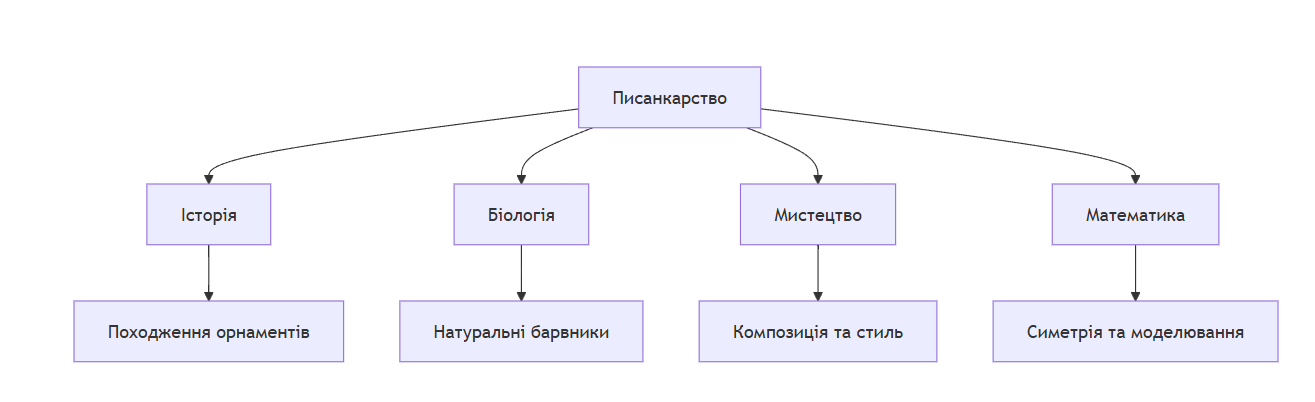 Писанкарство
Історія
Біологія
Мистецтво
Математика
Походження орнаментів
Натуральні барвники
Композиція та стиль
Симетрія та моделювання